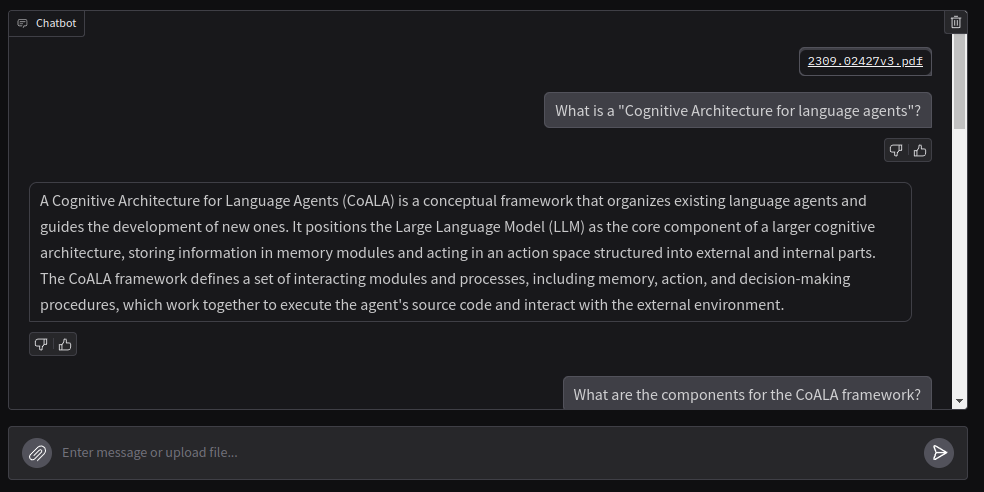 Chatbot
2309.02427v3.pdf
What is a "Cognitive Architecture for language agents"?
A Cognitive Architecture for Language Agents (CoALA) is a conceptual framework that organizes existing language agents and
guides the development of new ones. It positions the Large Language Model (LLM) as the core component of a larger cognitive
architecture, storing information in memory modules and acting in an action space structured into external and internal parts.
The CoALA framework defines a set of interacting modules and processes, including memory, action, and decision-making
procedures, which work together to execute the agent's source code and interact with the external environment.
What are the components for the CoALA framework?
Enter message or upload file...